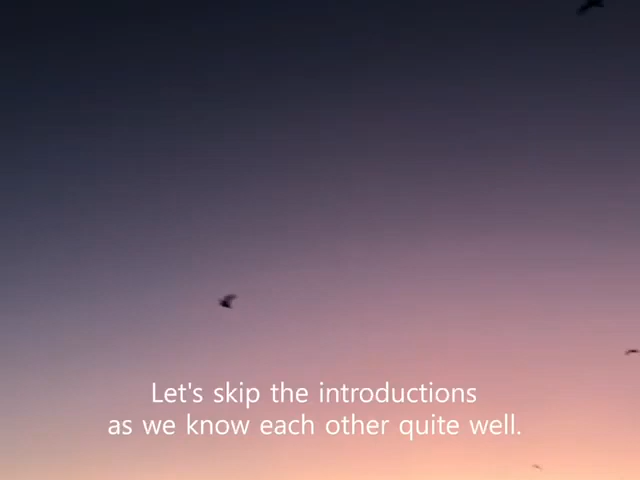 Let's skip the introductions
as we know each other quite well.